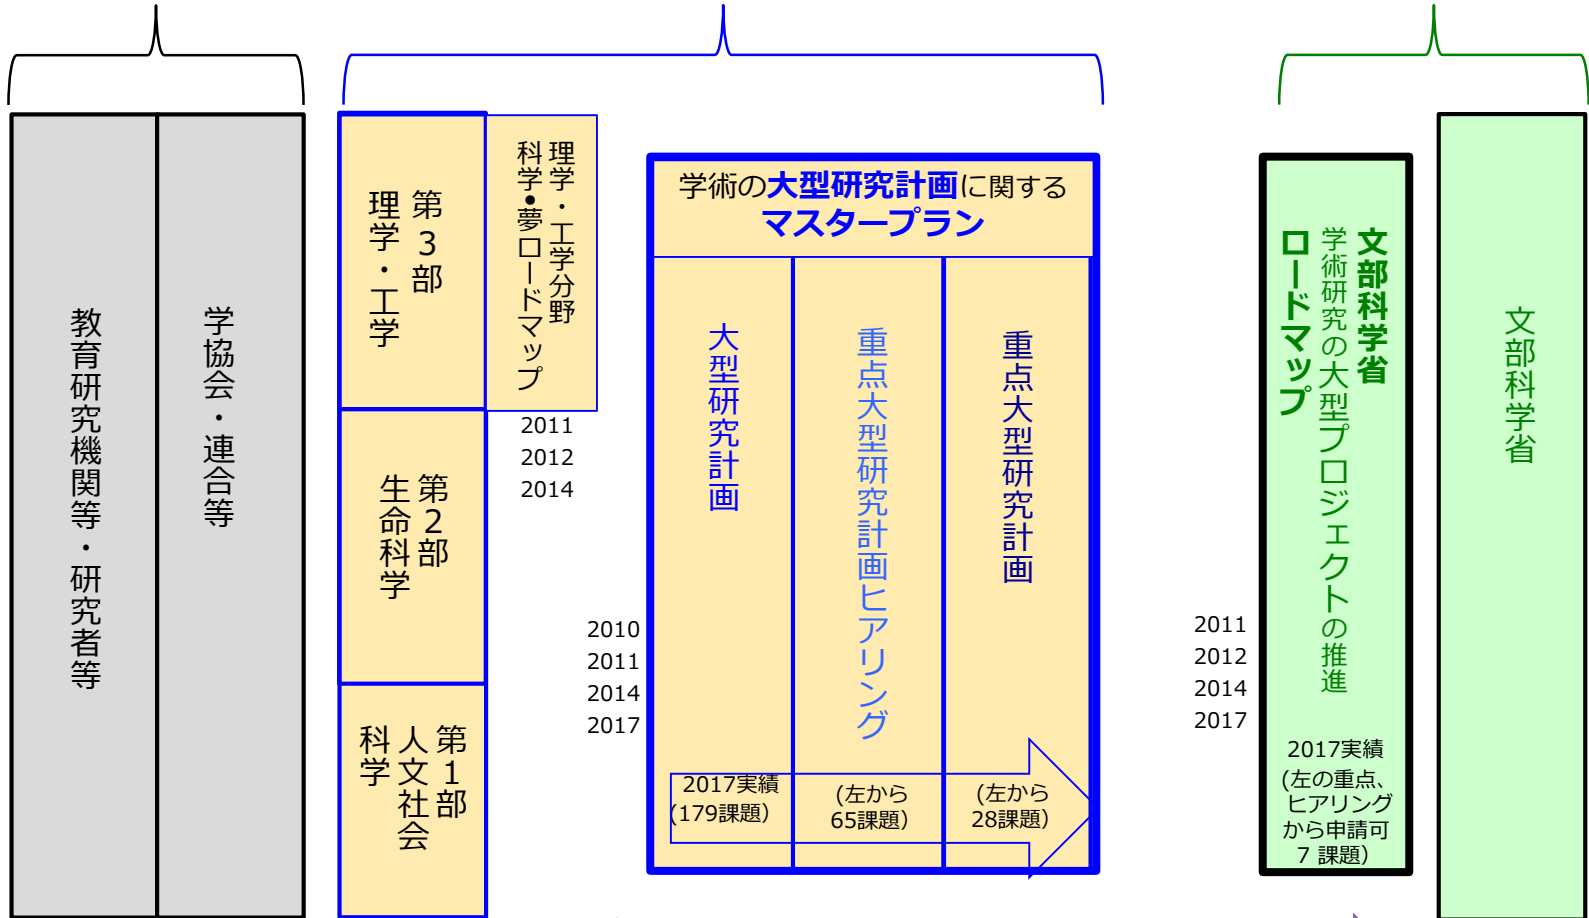 教育研究機関等・研究者等
学協会・連合等
第3部
理学・工学
理学・工学分野
科学●夢ロードマップ
2011
2012
2014
第2部
生命科学
第1部
人文社会
科学
学術の大型研究計画に関する
マスタープラン
大型研究計画
重点大型研究計画ヒアリング
重点大型研究計画
2010
2011
2014
2017
2017実績
(179課題)
(左から
65課題)
(左から
28課題)
2011
2012
2014
2017
文部科学省
学術研究の大型プロジェクトの推進
ロードマップ
2017実績
(左の重点、
ヒアリング
から申請可
7 課題)
文部科学省